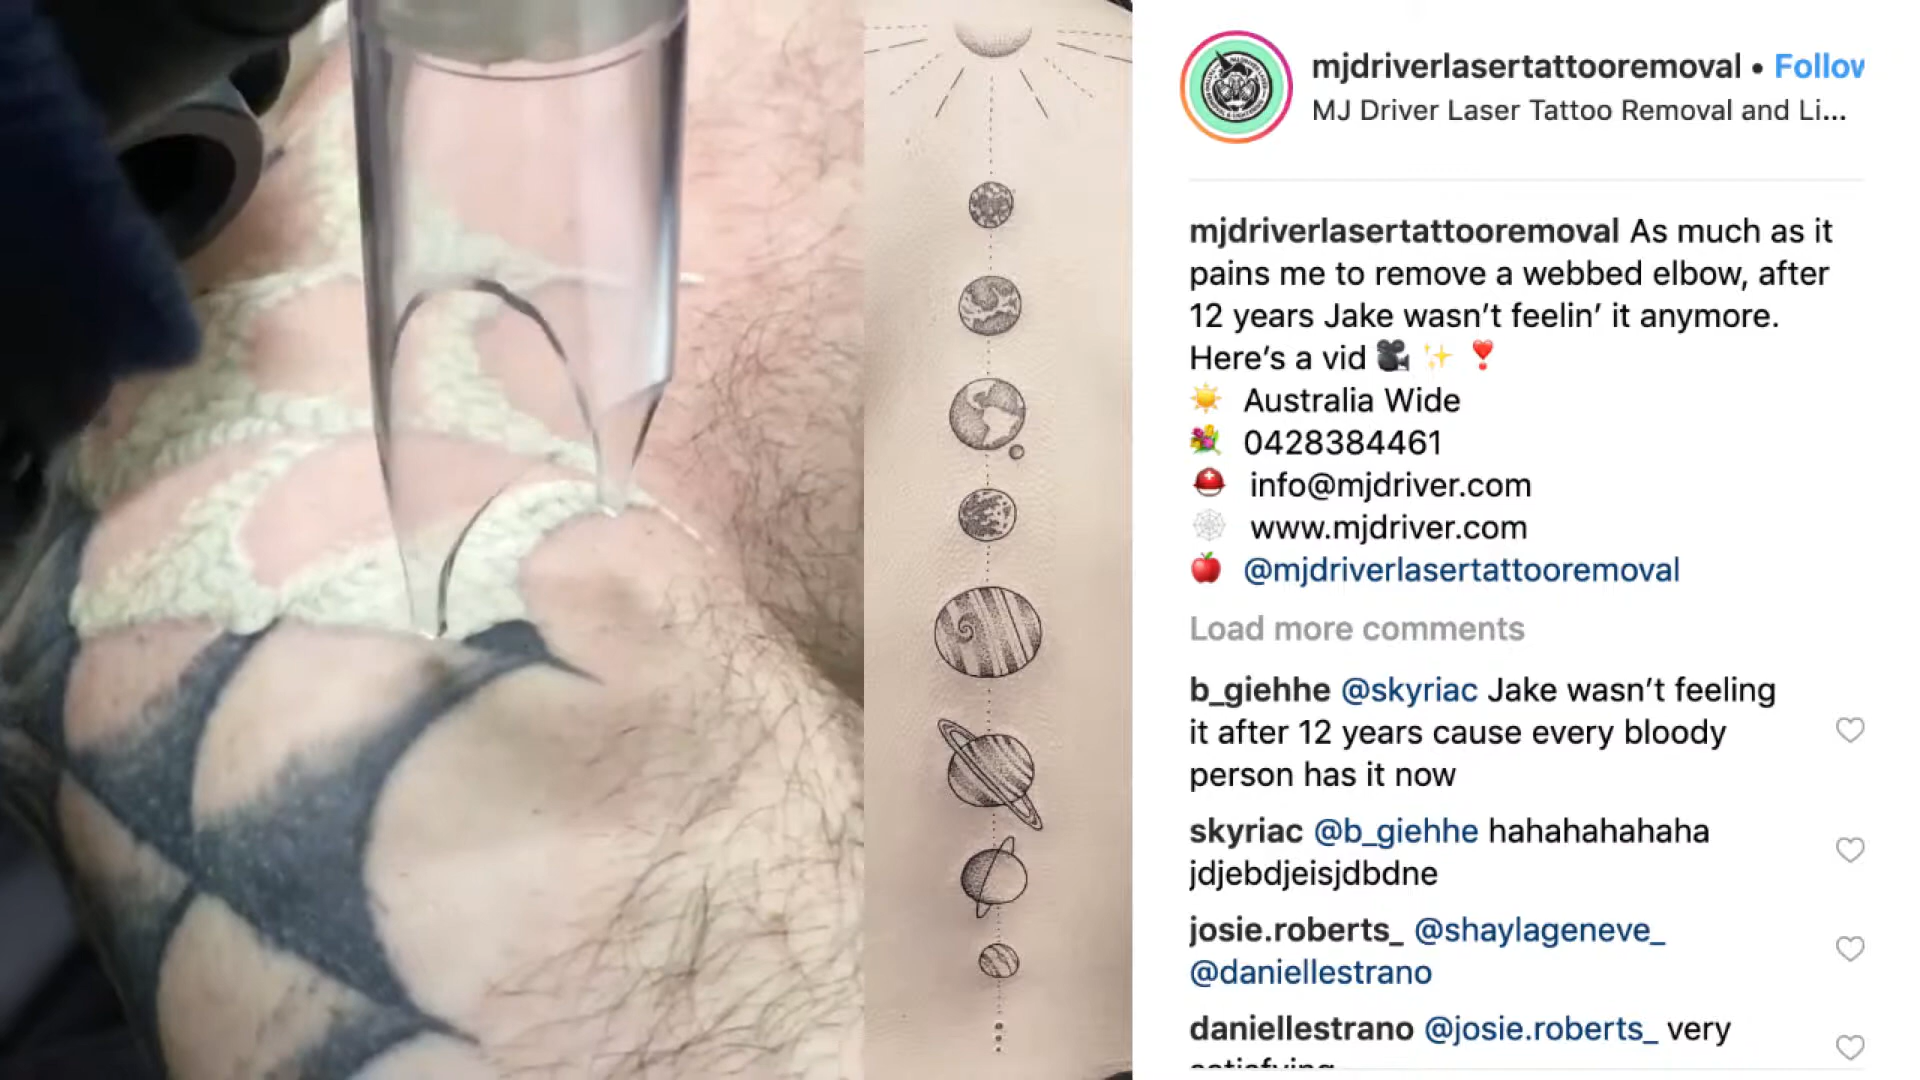 mjdriverlasertattooremoval • Follow
MJ Driver Laser Tattoo Removal and Li...
mjdriverlasertattooremoval As much as it
pains me to remove a webbed elbow, after
12 years Jake wasn't feelin' it anymore.
Here's a vid 🎥 ✨ ❣️
☀️ Australia Wide
💐 0428384461
⛑️ info@mjdriver.com
🕸️ www.mjdriver.com
🍎 @mjdriverlasertattooremoval
Load more comments
b_giehhe @skyriac Jake wasn't feeling
it after 12 years cause every bloody
person has it now
skyriac @b_giehhe hahahahahaha
jdjebdjeisjdbdne
josie.roberts_ @shaylageneve_
@daniellestrano
daniellestrano @josie.roberts_ very
satisfying